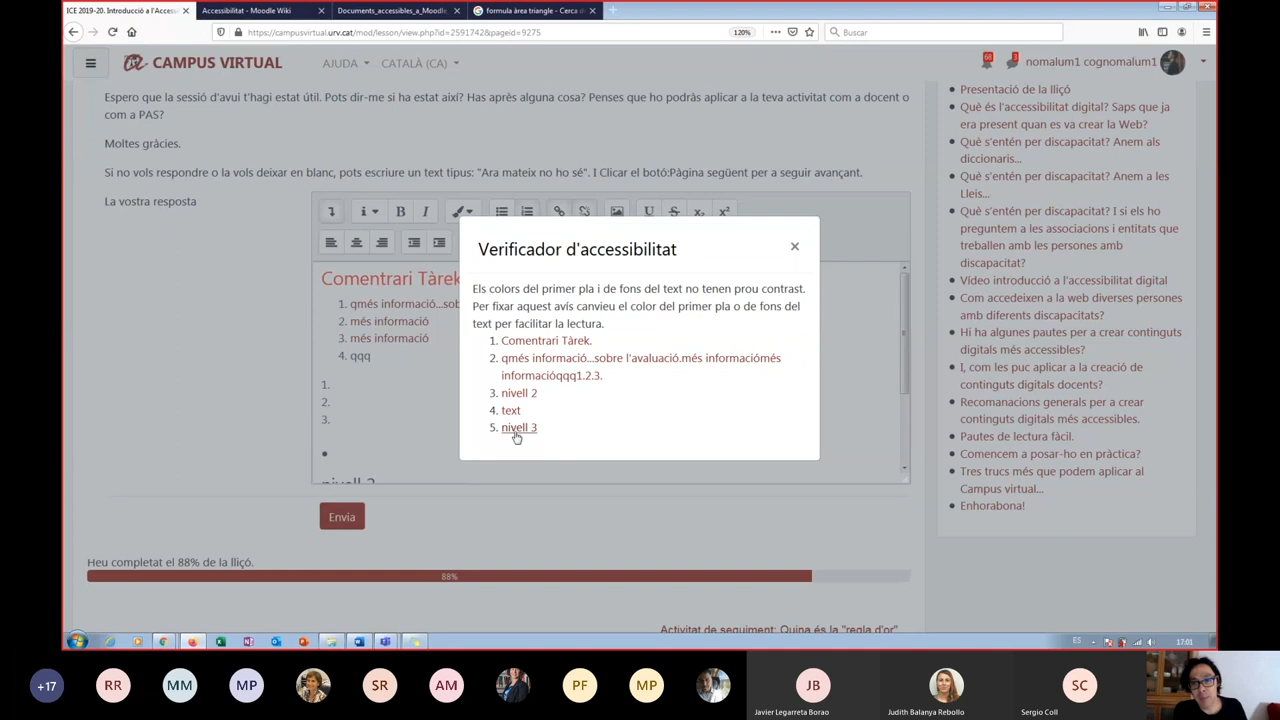 ICE 2019-20. Introducció a l'Acces:
Accessibilitat - Moodle Wiki
Documents_accessibles_a_Moodle
formula àrea triangle - Cerca d
https://campusvirtual.urv.cat/mod/lesson/view.php?id=2591742&pageid=9275
120%
Buscar
CAMPUS VIRTUAL
AJUDA
CATALÀ (CA)
68
3
nomalum1 cognomalum1
Espero que la sessió d'avui t'hagi estat útil. Pots dir-me si ha estat així? Has après alguna cosa? Penses que ho podràs aplicar a la teva activitat com a docent o
com a PAS?
Moltes gràcies.
Si no vols respondre o la vols deixar en blanc, pots escriure un text tipus: "Ara mateix no ho sé". I Clicar el botó:Pàgina següent per a seguir avançant.
La vostra resposta
Comentrari Tàrek
1. qmés informació...sob
2. més informació
3. més informació
4. qqq
1.
2.
3.
nivell 2
Verificador d'accessibilitat
Els colors del primer pla i de fons del text no tenen prou contrast.
Per fixar aquest avís canvieu el color del primer pla o de fons del
text per facilitar la lectura.
1. Comentrari Tàrek.
2. qmés informació...sobre l'avaluació.més informaciómés
informacióqqq1.2.3.
3. nivell 2
4. text
5. nivell 3
Envia
Heu completat el 88% de la lliçó.
88%
Activitat de seguiment: Quina és la "regla d'or"
Presentació de la lliçó
Què és l'accessibilitat digital? Saps que ja
era present quan es va crear la Web?
Què s'entén per discapacitat? Anem als
diccionaris...
Què s'entén per discapacitat? Anem a les
Lleis...
Què s'entén per discapacitat? I si els ho
preguntem a les associacions i entitats que
treballen amb les persones amb
discapacitat?
Vídeo introducció a l'accessibilitat digital
Com accedeixen a la web diverses persones
amb diferents discapacitats?
Hi ha algunes pautes per a crear continguts
digitals més accessibles?
I, com les puc aplicar a la creació de
continguts digitals docents?
Recomanacions generals per a crear
continguts digitals més accessibles.
Pautes de lectura fàcil.
Comencem a posar-ho en pràctica?
Tres trucs més que podem aplicar al
Campus virtual...
Enhorabona!
ES
17:01
+17
RR
MM
MP
SR
AM
PF
MP
JB
SC
Javier Legarreta Borao
Judith Balanya Rebollo
Sergio Coll